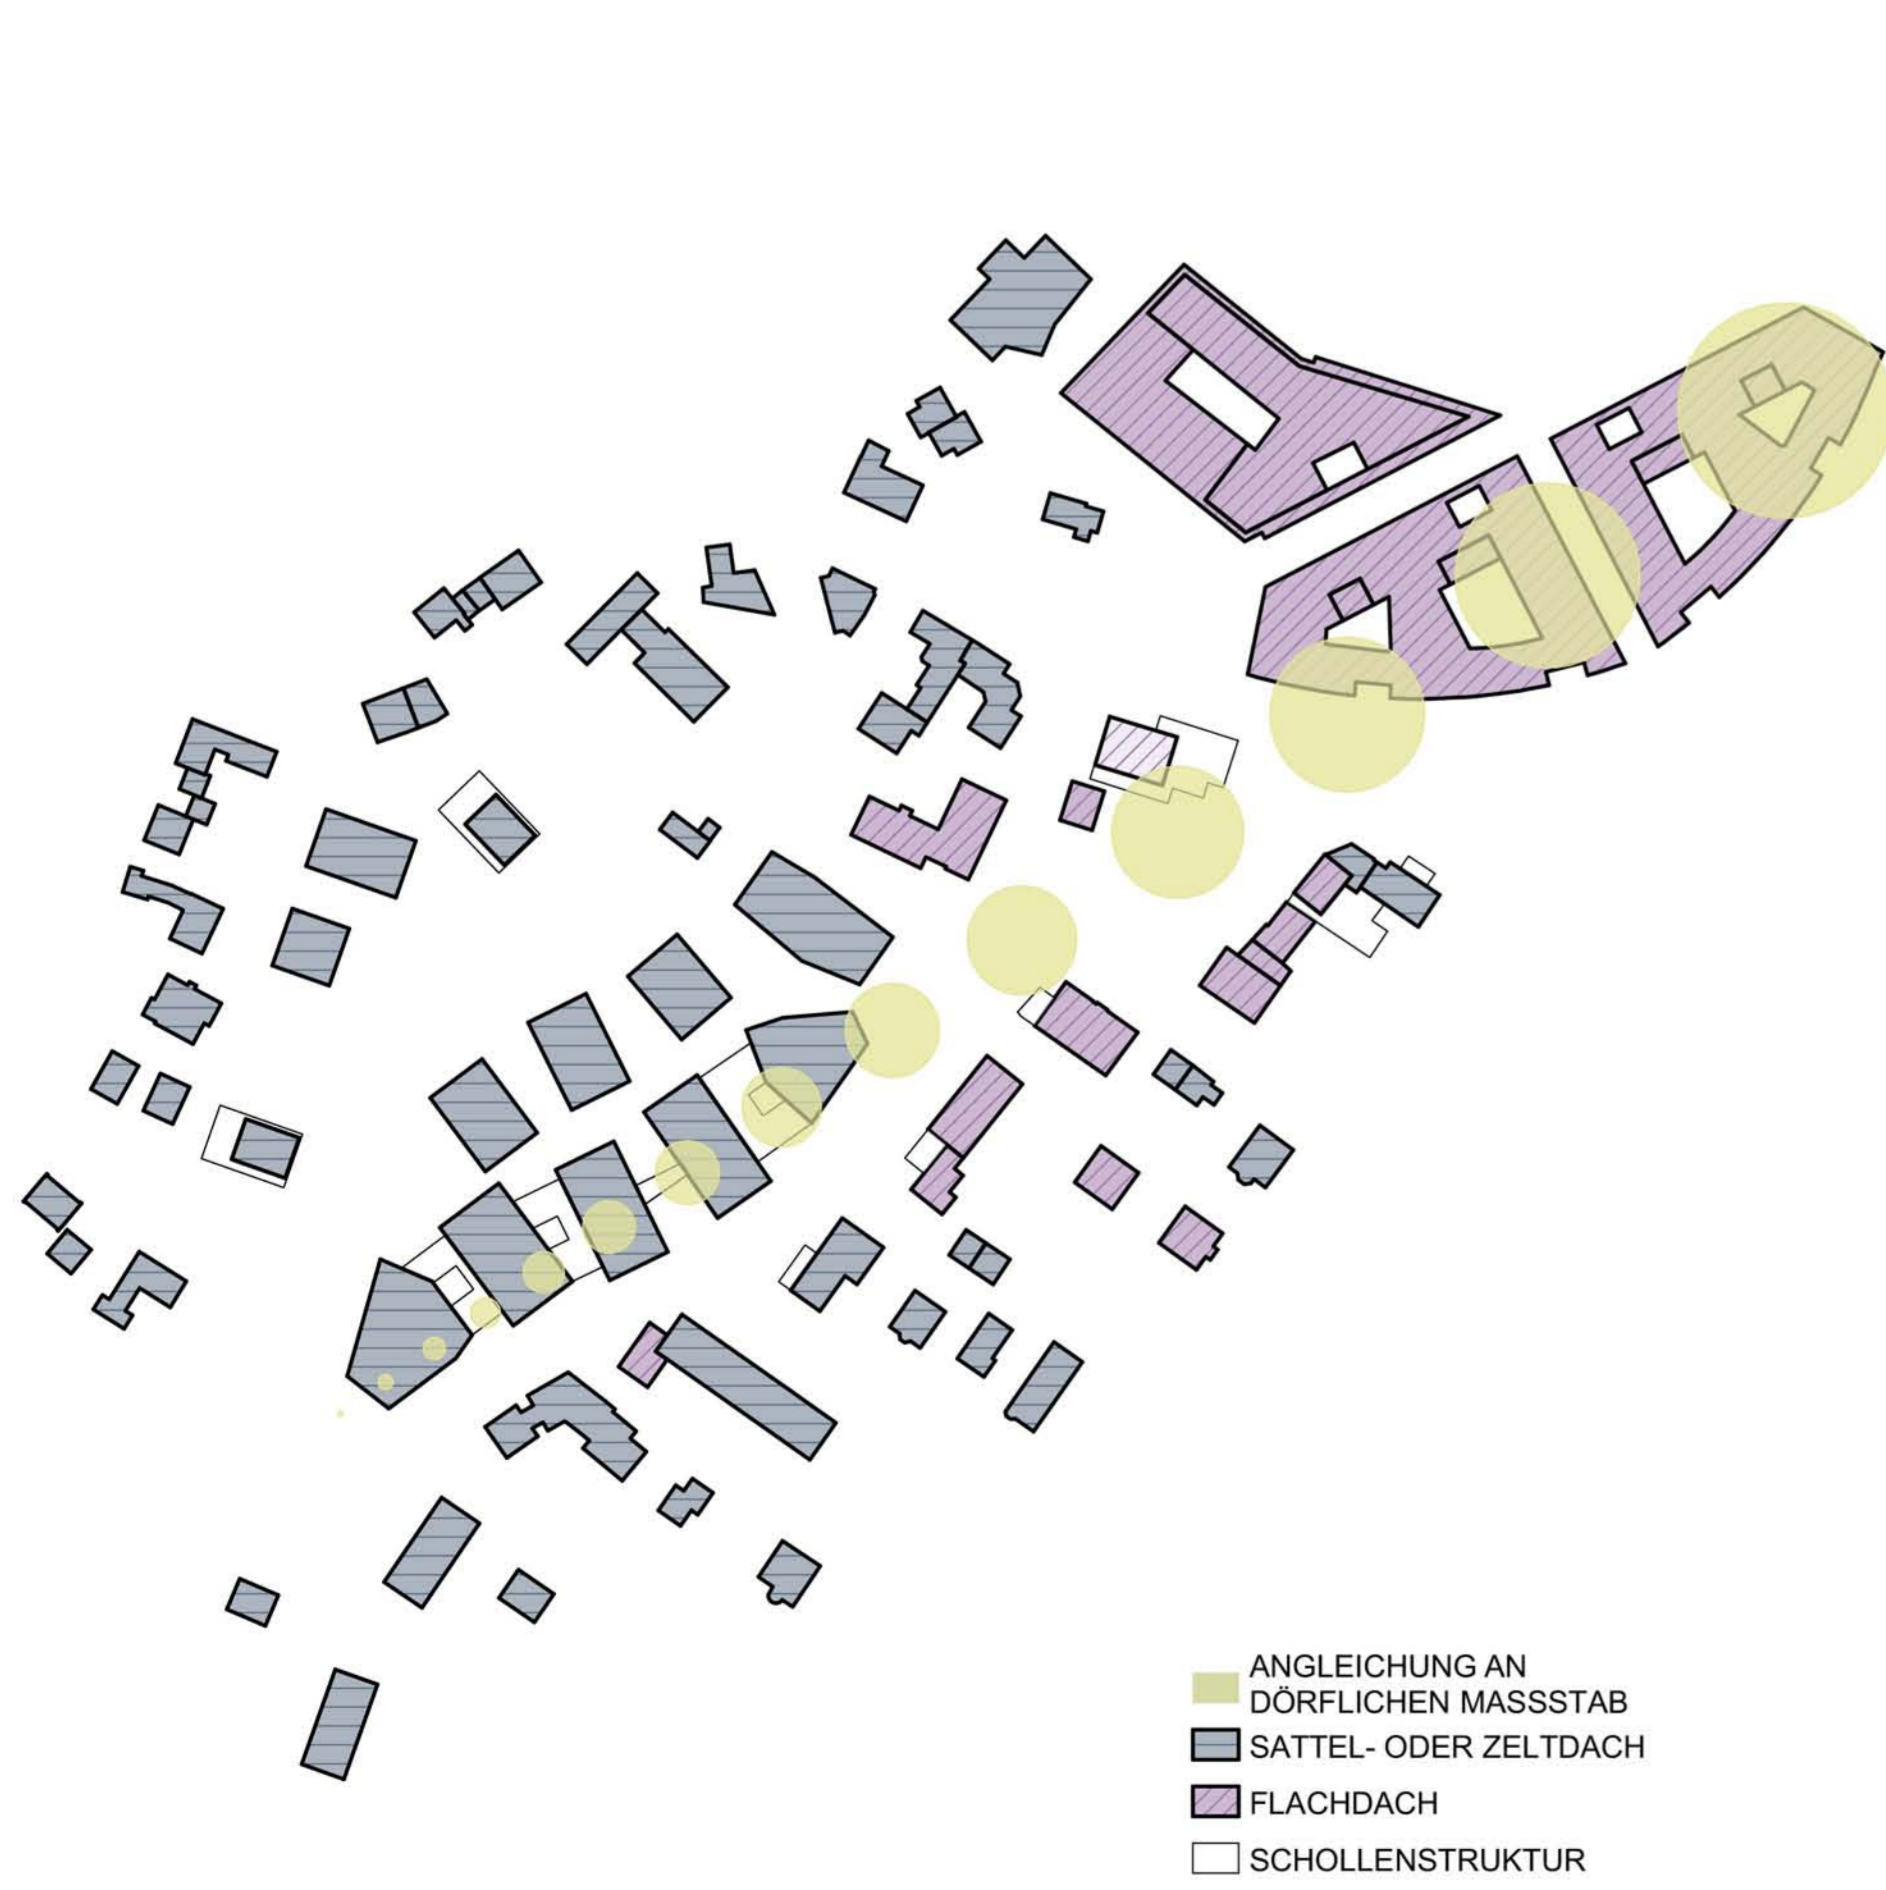 ANGLEICHUNG AN
DÖRFLICHEN MASSSTAB
SATTEL- ODER ZELTDACH
FLACHDACH
SCHOLLENSTRUKTUR